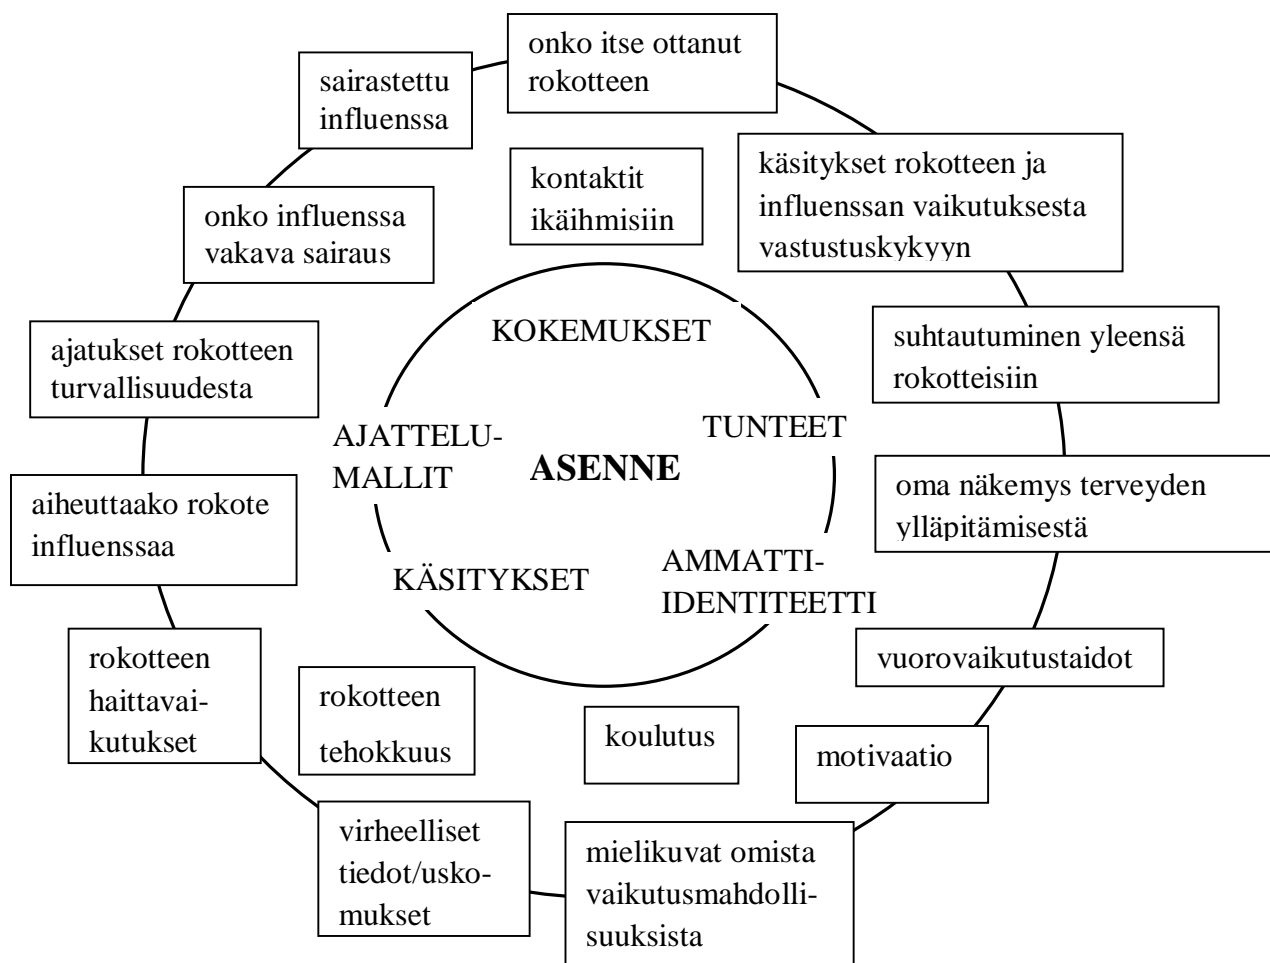 onko itse ottanut
rokotteen
sairastettu
influenssa
kontaktit
ikäihmisiin
käsitykset rokotteen ja
influenssan vaikutuksesta
vastustuskykyyn
onko influenssa
vakava sairaus
suhtautuminen yleensä
rokotteisiin
ajatukset rokotteen
turvallisuudesta
KOKEMUKSET
TUNTEET
AJATTELU-
MALLIT
ASENNE
KÄSITYKSET
AMMATTI-
IDENTITEETTI
aiheuttaako rokote
influenssaa
oma näkemys terveyden
ylläpitämisestä
rokotteen
haittavai-
kutukset
vuorovaikutustaidot
rokotteen
tehokkuus
koulutus
motivaatio
virheelliset
tiedot/usko-
mukset
mielikuvat omista
vaikutusmahdolli-
suuksista